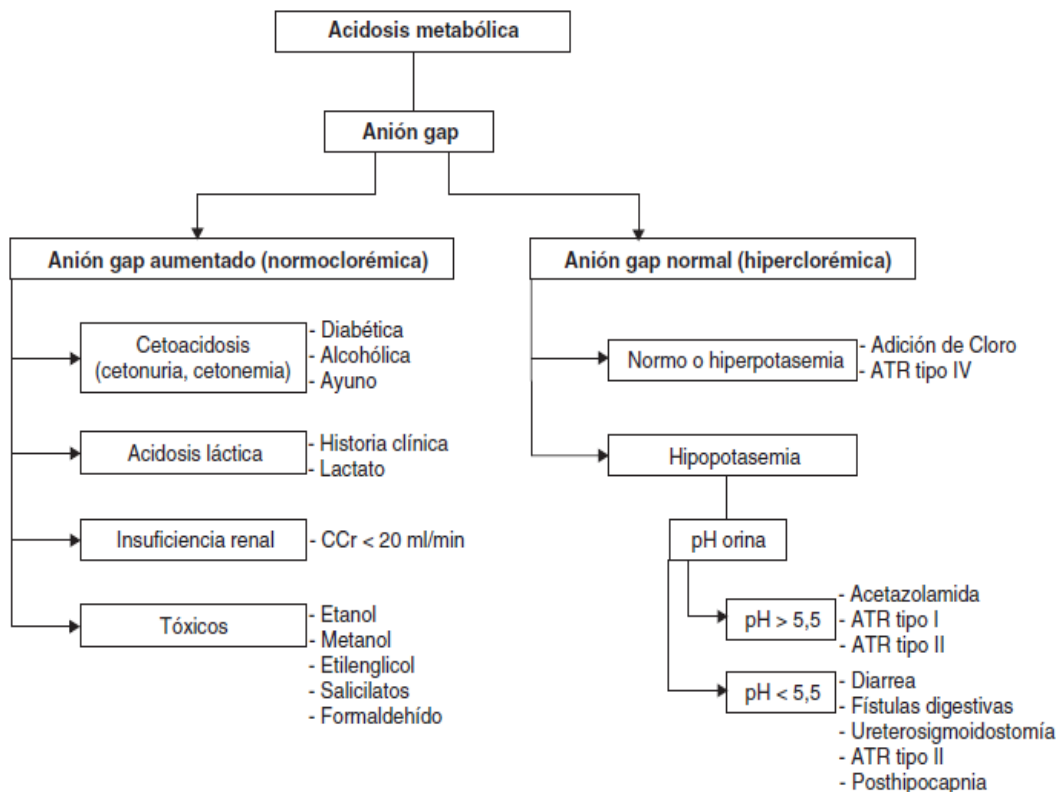 Acidosis metabólica
Anión gap
Anión gap aumentado (normoclorémica)
Cetoacidosis
(cetonuria, cetonemia)
- Diabética
- Alcohólica
- Ayuno
Acidosis láctica
- Historia clínica
- Lactato
Insuficiencia renal
- CCr < 20 ml/min
Tóxicos
- Etanol
- Metanol
- Etilenglicol
- Salicilatos
- Formaldehído
Anión gap normal (hiperclorémica)
Normo o hiperpotasemia
- Adición de Cloro
- ATR tipo IV
Hipopotasemia
pH orina
pH > 5,5
- Acetazolamida
- ATR tipo I
- ATR tipo II
pH < 5,5
- Diarrea
- Fístulas digestivas
- Ureterosigmoidostomía
- ATR tipo II
- Posthipocapnia